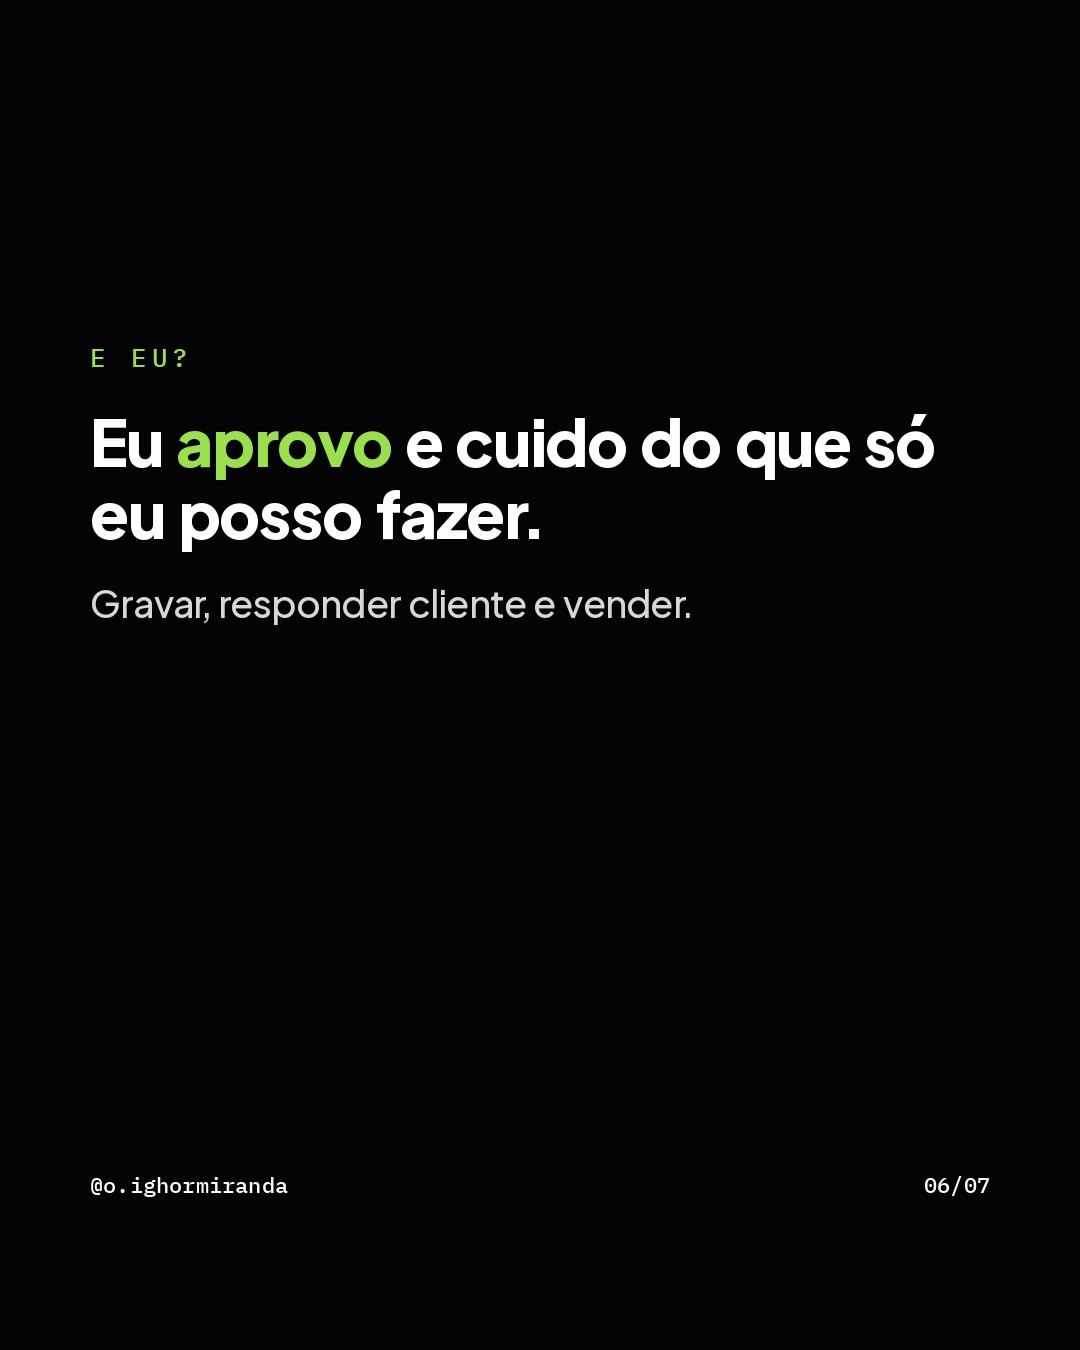 E EU?
Eu aprovo e cuido do que só
eu posso fazer.
Gravar, responder cliente e vender.
@o.ighormiranda
06/07